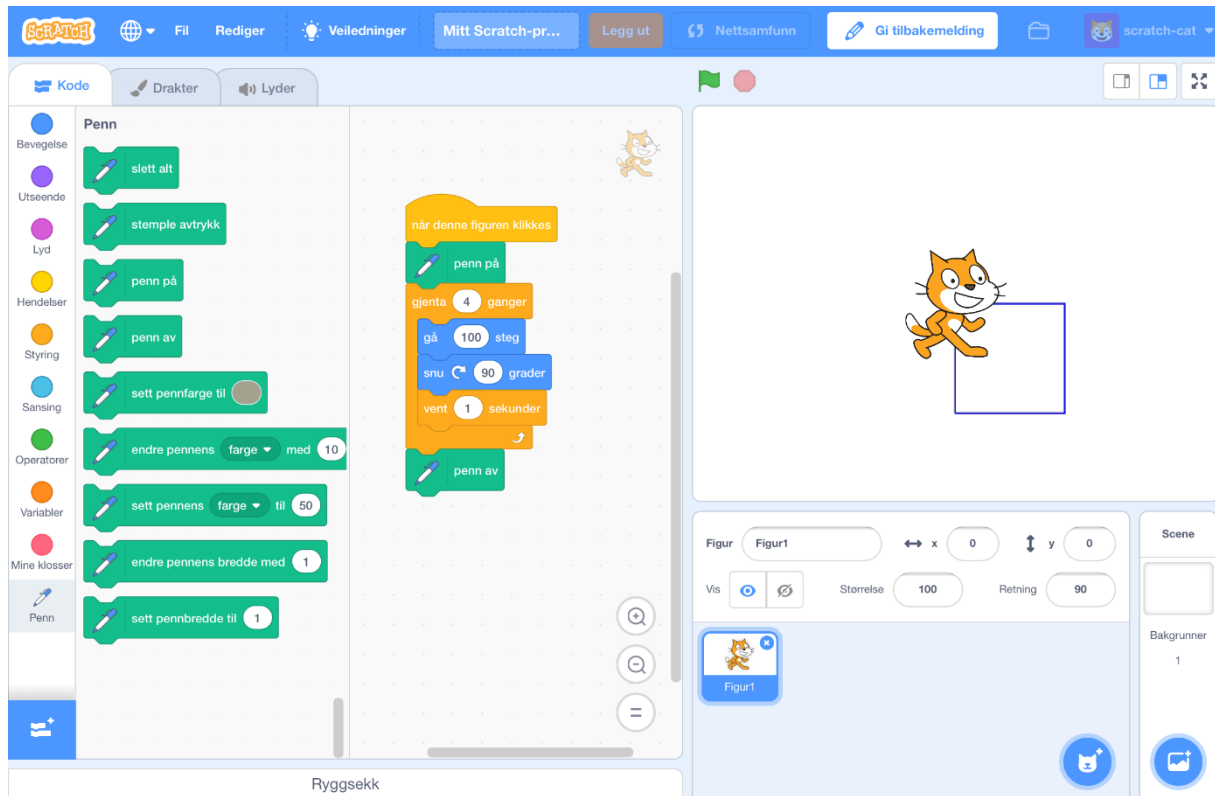 SCRATCH
Fil
Rediger
Veiledninger
Mitt Scratch-pr...
Legg ut
Nettsamfunn
Gi tilbakemelding
scratch-cat
Kode
Drakter
Lyder
Bevegelse
Utseende
Lyd
Hendelser
Styring
Sansing
Operatorer
Variabler
Mine klosser
Penn
Penn
slett alt
stemple avtrykk
penn på
penn av
sett pennfarge til
endre pennens farge med 10
sett pennens farge til 50
endre pennens bredde med 1
sett pennbredde til 1
når denne figuren klikkes
penn på
gjenta 4 ganger
gå 100 steg
snu 90 grader
vent 1 sekunder
penn av
Ryggsekk
Figur Figur1 x 0 y 0
Vis Størrelse 100 Retning 90
Figur1
Scene
Bakgrunner
1